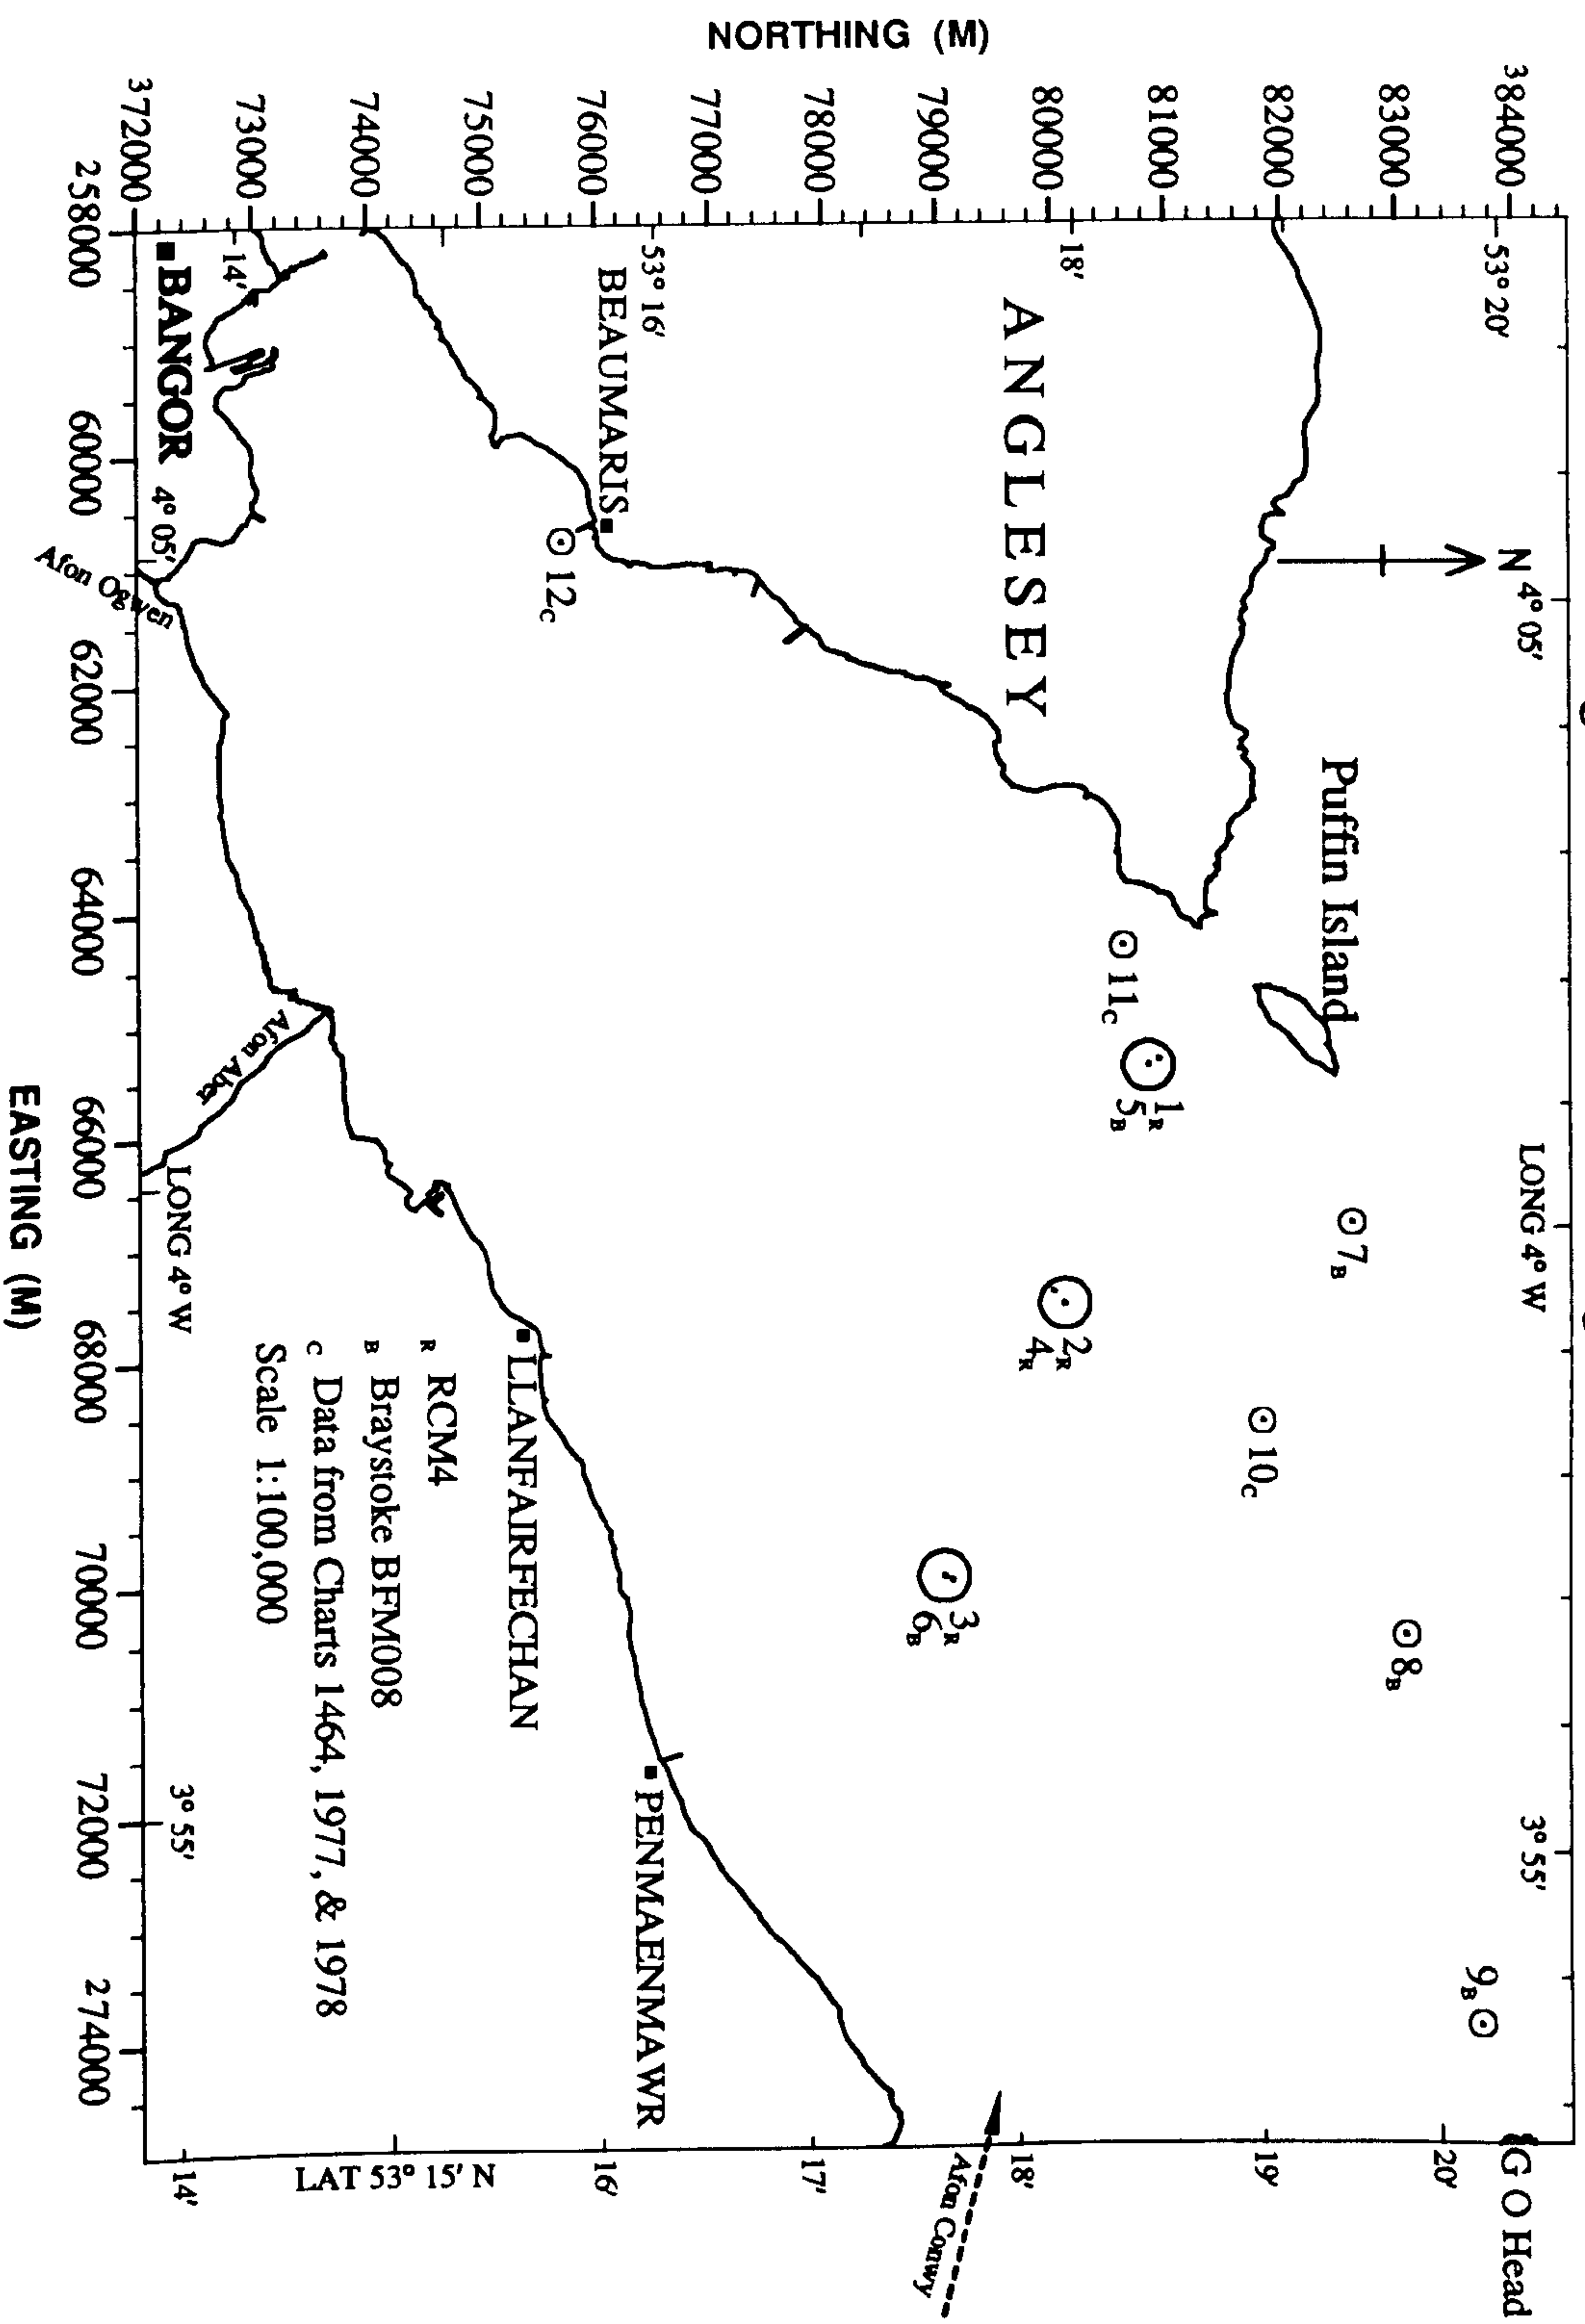 NORTHING (M)
³84000
83000
82000
81000
80000
79000
78000
77000
76000
75000
74000
73000
³72000
53° 20'
18'
53° 16'
14'
N
4° 05'
LONG 4° W
3° 55'
G O Head
ANGLESEY
Puffin Island
BEAUMARIS
BANGOR
4° 05'
Afon Ogwen
Afon Aber
LONG 4° W
3° 55'
LLANFAIRFECHAN
PENMAENMAWR
Afon Conwy
12C
11C
1R
5B
7B
2R
4R
10C
3R
6B
8B
9B
R RCM4
B Braystoke BFM008
C Data from Charts 1464, 1977, & 1978
Scale 1:100,000
20'
19'
18'
17'
16'
LAT 53° 15' N
14'
258000
60000
62000
64000
66000
68000
70000
72000
274000
EASTING (M)